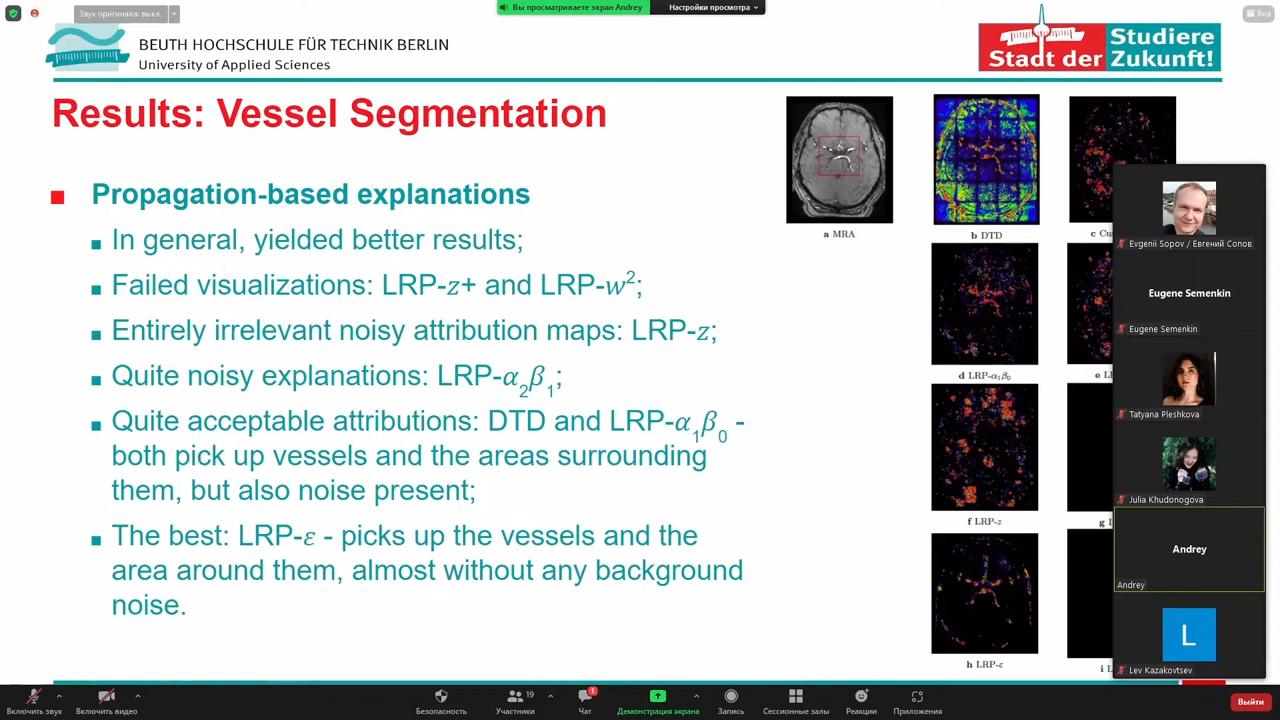 Звук оригинала: выкл.
Вы просматриваете экран Andrey
Настройки просмотра
Вид
BEUTH HOCHSCHULE FÜR TECHNIK BERLIN
University of Applied Sciences
Studiere
Stadt der Zukunft!
Results: Vessel Segmentation
Propagation-based explanations
In general, yielded better results;
Failed visualizations: LRP-z+ and LRP-w²;
Entirely irrelevant noisy attribution maps: LRP-z;
Quite noisy explanations: LRP-α₂β₁;
Quite acceptable attributions: DTD and LRP-α₁β₀ -
both pick up vessels and the areas surrounding
them, but also noise present;
The best: LRP-ε - picks up the vessels and the
area around them, almost without any background
noise.
a MRA
b DTD
d LRP-α₁β₀
f LRP-z
h LRP-ε
Evgenii Sopov / Евгений Сопов
Eugene Semenkin
Eugene Semenkin
Tatyana Pleshkova
Julia Khudonogova
Andrey
Andrey
L
Lev Kazakovtsev
Включить звук
Включить видео
Безопасность
19
Участники
1
Чат
Демонстрация экрана
Запись
Сессионные залы
Реакции
Приложения
Выйти